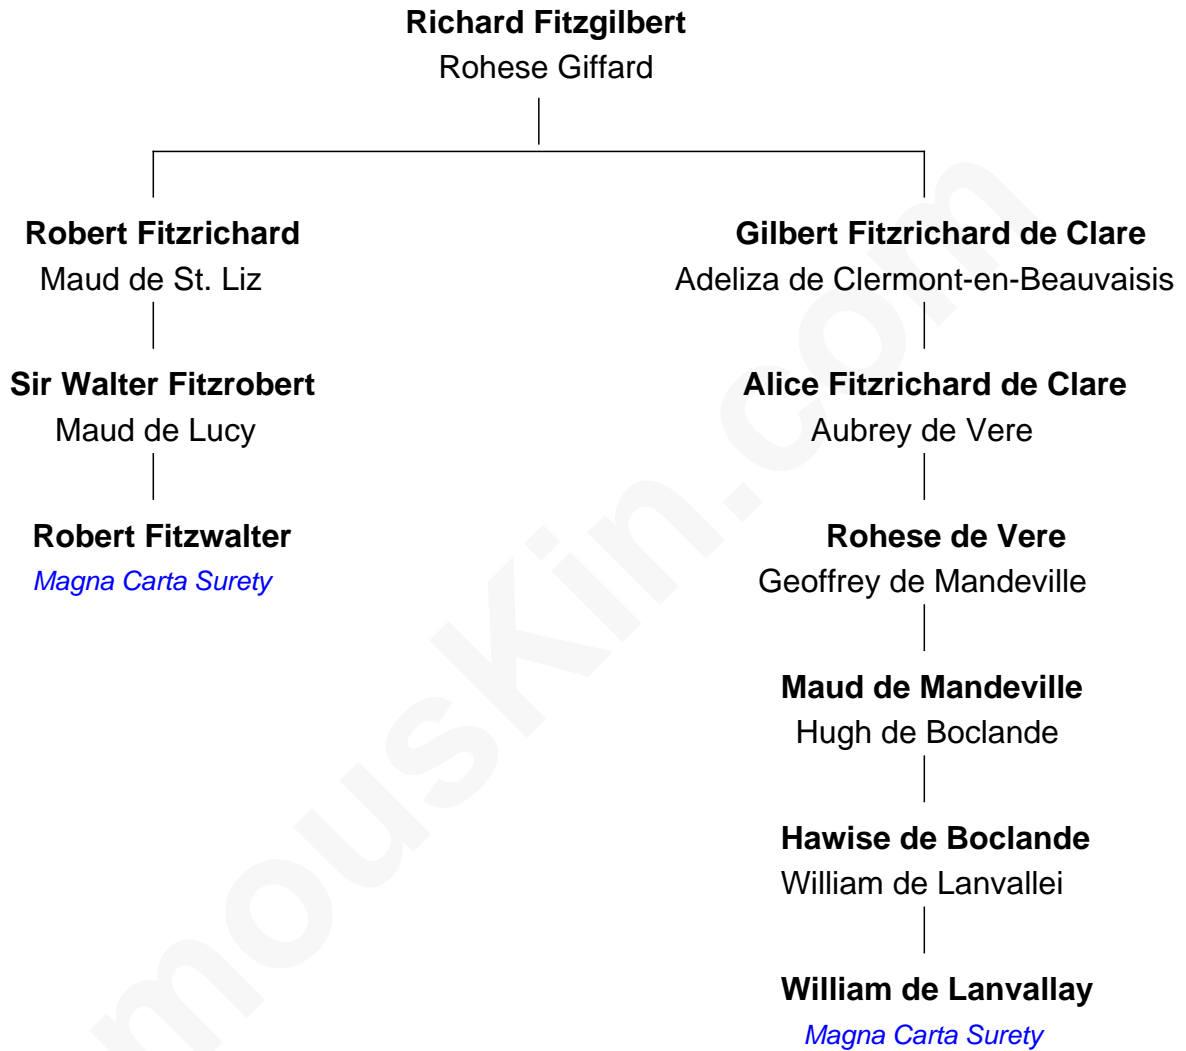 Richard Fitzgilbert
Rohese Giffard
Robert Fitzrichard
Maud de St. Liz
Gilbert Fitzrichard de Clare
Adeliza de Clermont-en-Beauvaisis
Sir Walter Fitzrobert
Maud de Lucy
Alice Fitzrichard de Clare
Aubrey de Vere
Robert Fitzwalter
Magna Carta Surety
Rohese de Vere
Geoffrey de Mandeville
Maud de Mandeville
Hugh de Boclande
Hawise de Boclande
William de Lanvallei
William de Lanvallay
Magna Carta Surety
mouskin.com